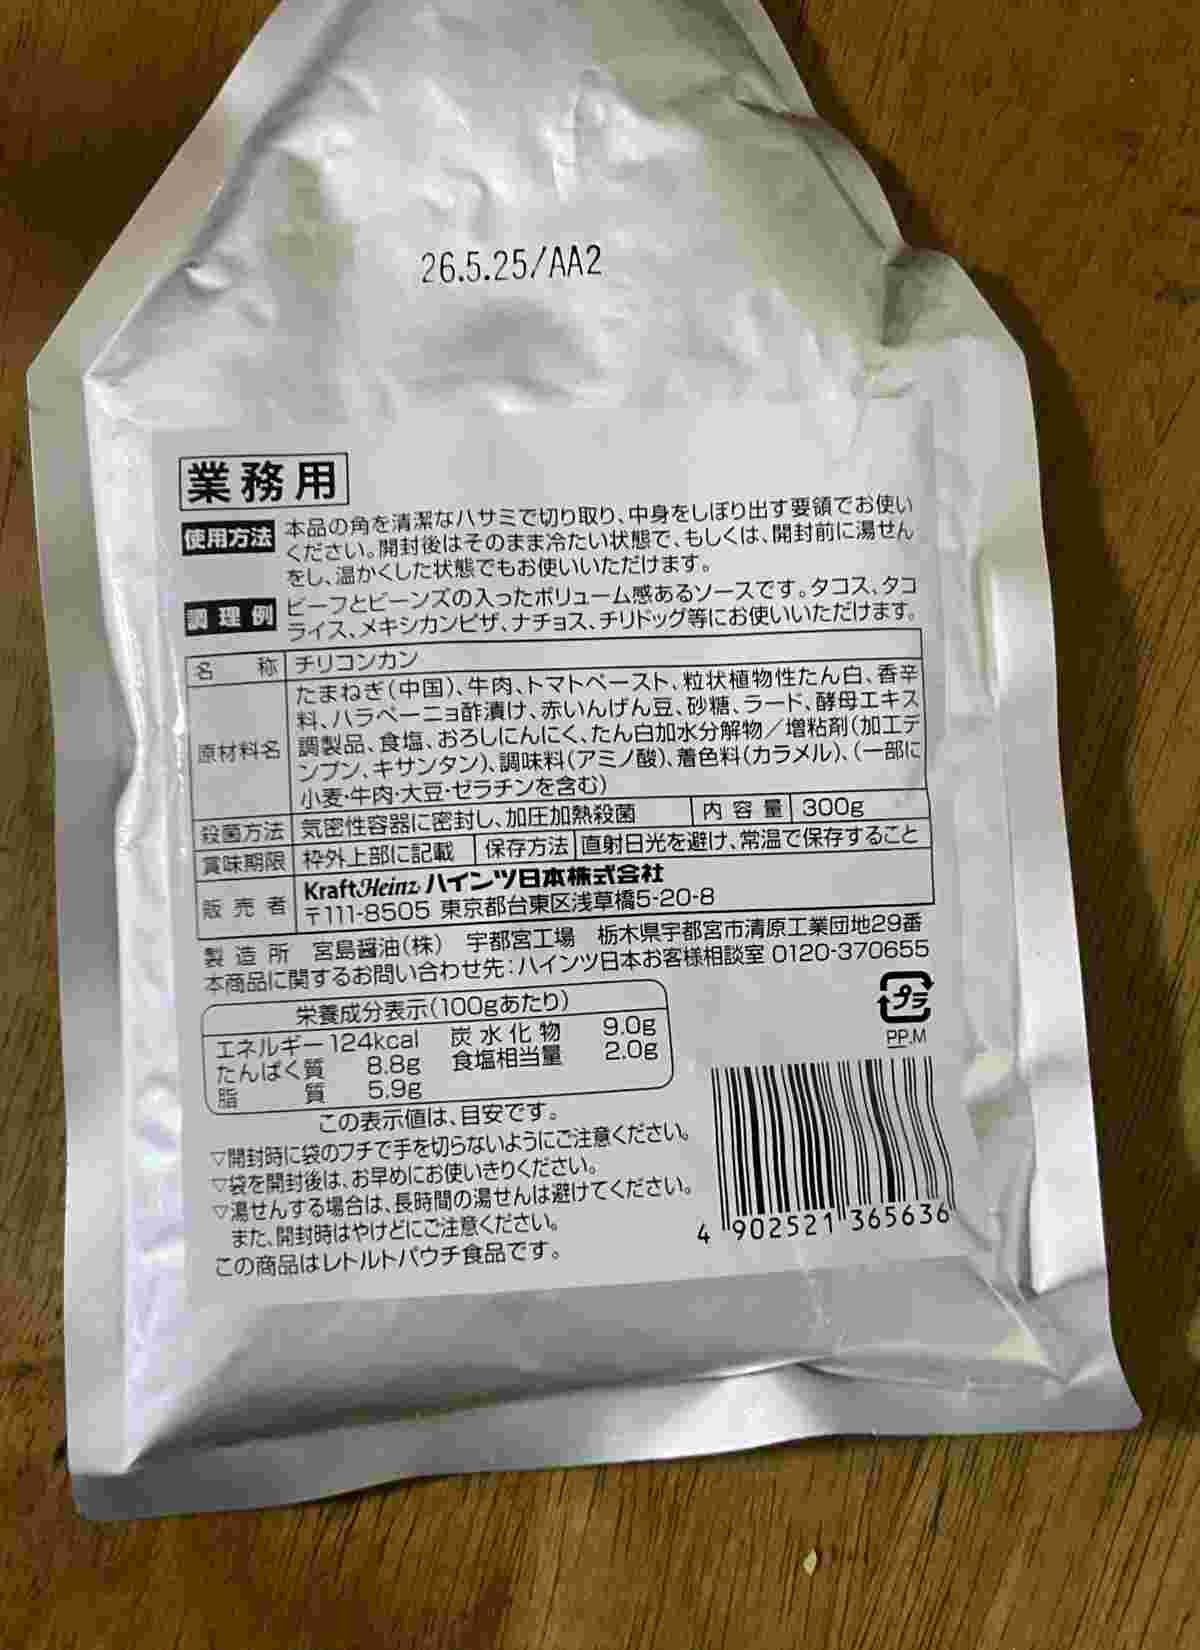 26.5.25/AA2
業務用
使用方法 本品の角を清潔なハサミで切り取り、中身をしぼり出す要領でお使い
ください。開封後はそのまま冷たい状態で、もしくは、開封前に湯せん
をし、温かくした状態でもお使いいただけます。
調理例 ビーフとビーンズの入ったボリューム感あるソースです。タコス、タコ
ライス、メキシカンピザ、ナチョス、チリドッグ等にお使いいただけます。
名称 チリコンカン
原材料名 たまねぎ(中国)、牛肉、トマトペースト、粒状植物性たん白、香辛
料、ハラペーニョ酢漬け、赤いんげん豆、砂糖、ラード、酵母エキス
調製品、食塩、おろしにんにく、たん白加水分解物/増粘剤(加工デ
ンプン、キサンタン)、調味料(アミノ酸)、着色料(カラメル)、(一部に
小麦・牛肉・大豆・ゼラチンを含む)
殺菌方法 気密性容器に密封し、加圧加熱殺菌 内容量 300g
賞味期限 枠外上部に記載 保存方法 直射日光を避け、常温で保存すること
販売者 KraftHeinz ハインツ日本株式会社
〒111-8505 東京都台東区浅草橋5-20-8
製造所 宮島醤油(株) 宇都宮工場 栃木県宇都宮市清原工業団地29番
本商品に関するお問い合わせ先:ハインツ日本お客様相談室 0120-370655
栄養成分表示(100gあたり)
エネルギー 124kcal 炭水化物 9.0g
たんぱく質 8.8g 食塩相当量 2.0g
脂質 5.9g
この表示値は、目安です。
プラ
PP.M
▽開封時に袋のフチで手を切らないようにご注意ください。
▽袋を開封後は、お早めにお使いきりください。
▽湯せんする場合は、長時間の湯せんは避けてください。
また、開封時はやけどにご注意ください。
この商品はレトルトパウチ食品です。
4 902521 365636